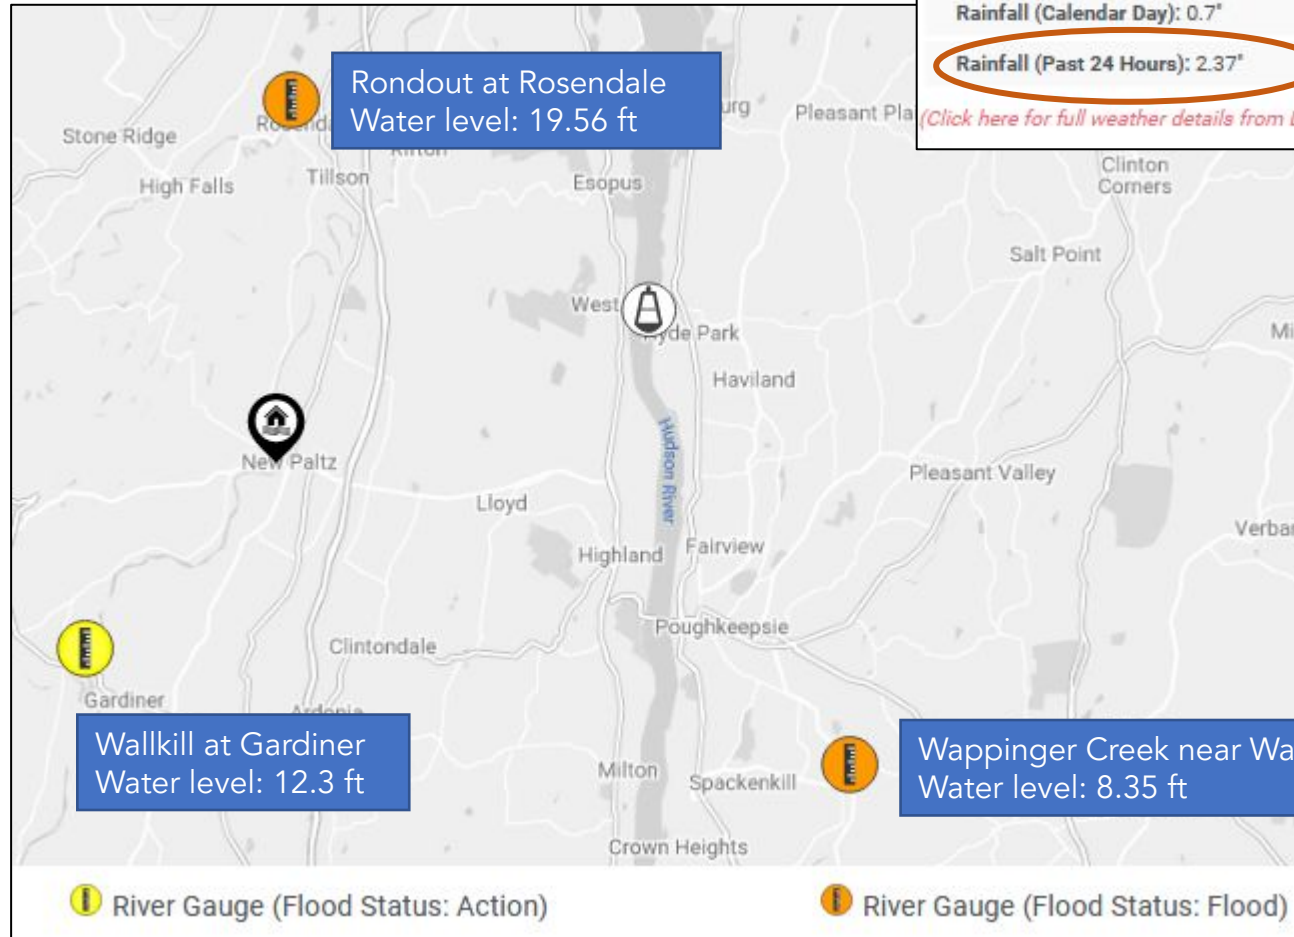 Rainfall (Calendar Day): 0.7"
Rainfall (Past 24 Hours): 2.37"
(Click here for full weather details from
Rondout at Rosendale
Water level: 19.56 ft
Stone Ridge
High Falls
Tillson
Esopus
Pleasant Pla
Clinton
Corners
Salt Point
West
Hyde Park
Haviland
Hudson River
New Paltz
Lloyd
Pleasant Valley
Highland
Fairview
Verba
Poughkeepsie
Clintondale
Gardiner
Wallkill at Gardiner
Water level: 12.3 ft
Milton
Spackenkill
Wappinger Creek near Wa
Water level: 8.35 ft
Crown Heights
River Gauge (Flood Status: Action)
River Gauge (Flood Status: Flood)